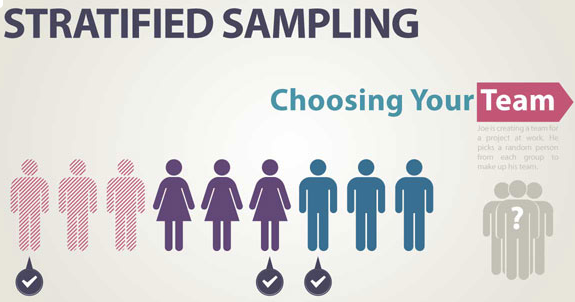 STRATIFIED SAMPLING
Choosing Your Team
Joe is creating a team for
a project at work. He
picks a random person
from each group to
make up his team.
?